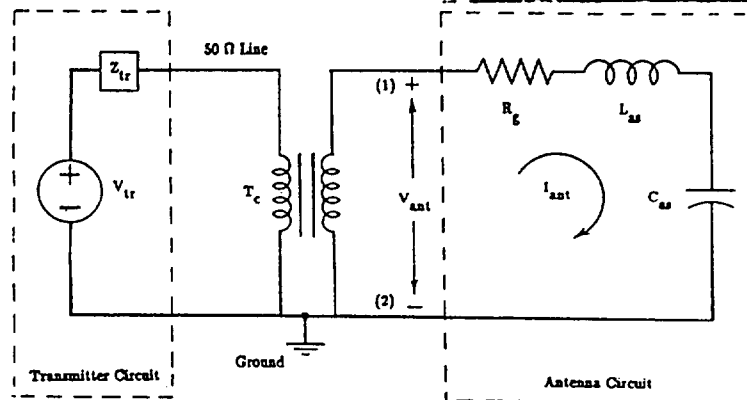 50 Ω Line
Z_tr
(1) +
R_g
L_as
+
V_tr
−
T_c
V_ant
I_ant
C_as
(2) −
Ground
Transmitter Circuit
Antenna Circuit